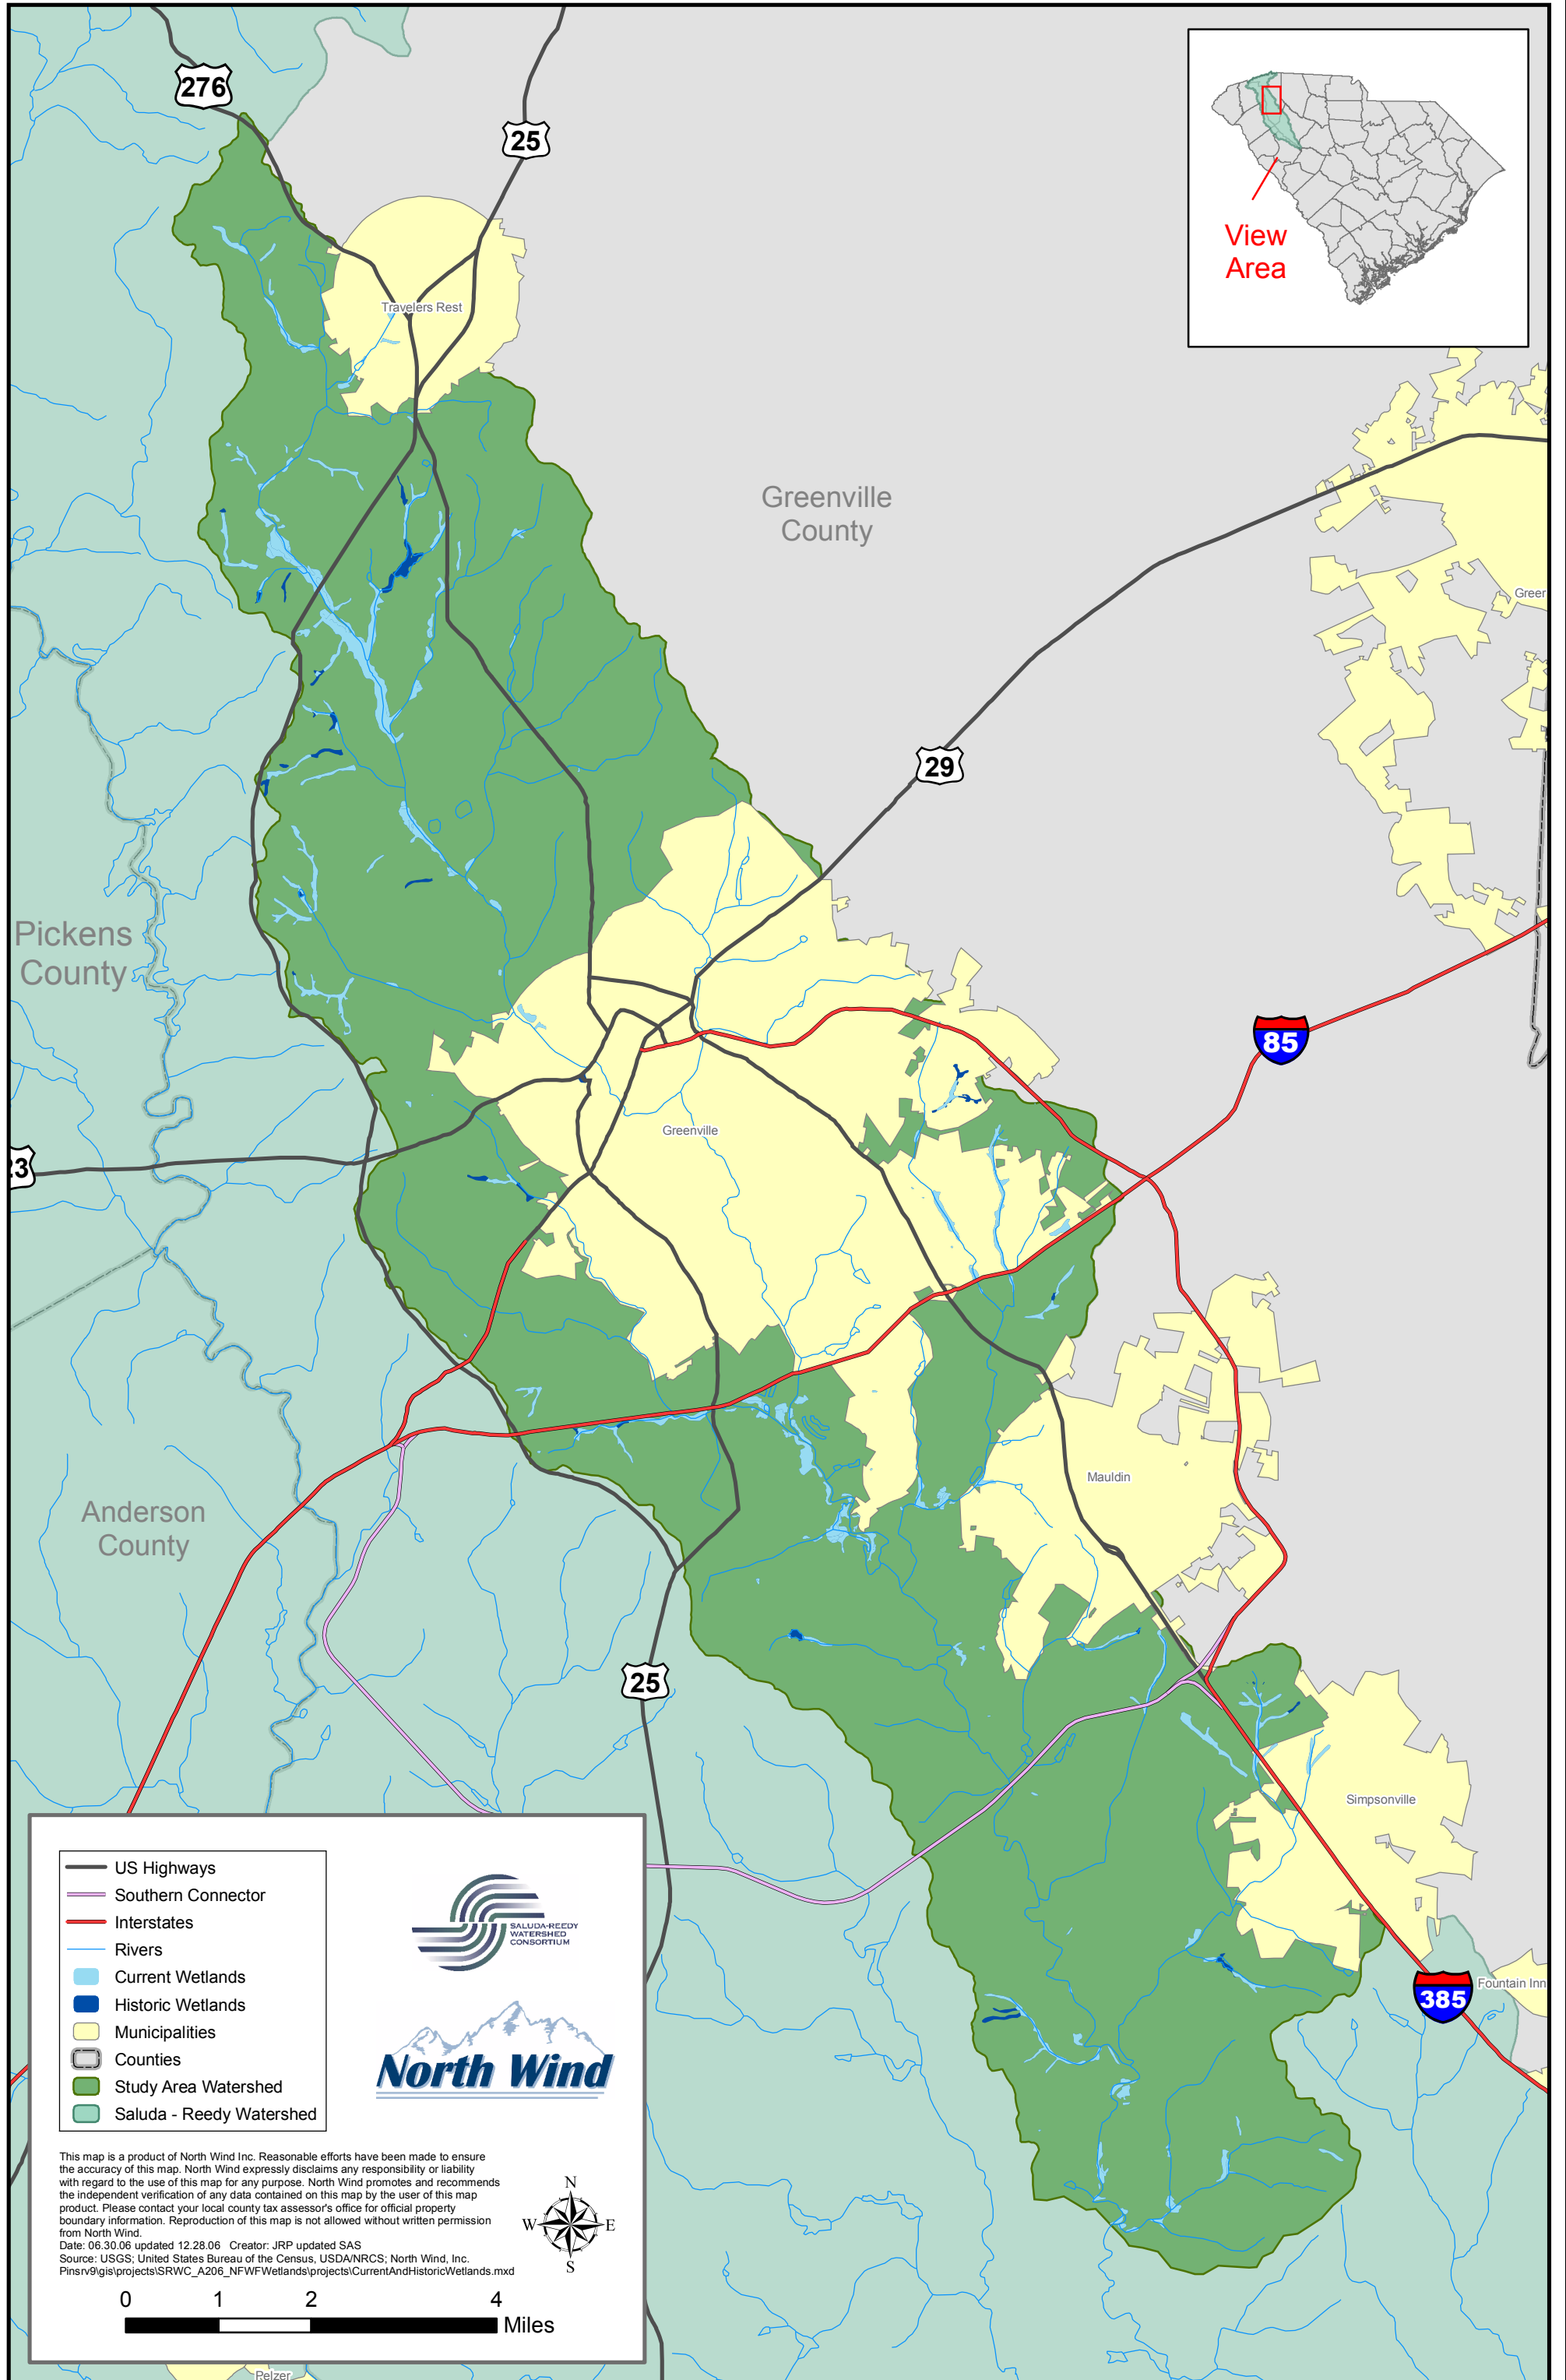 276
25
View
Area
Travelers Rest
Greenville
County
Greer
29
Pickens
County
85
Greenville
23
Mauldin
Anderson
County
25
Simpsonville
Fountain Inn
385
US Highways
Southern Connector
Interstates
Rivers
Current Wetlands
Historic Wetlands
Municipalities
Counties
Study Area Watershed
Saluda - Reedy Watershed
SALUDA-REEDY
WATERSHED
CONSORTIUM
North Wind
This map is a product of North Wind Inc. Reasonable efforts have been made to ensure
the accuracy of this map. North Wind expressly disclaims any responsibility or liability
with regard to the use of this map for any purpose. North Wind promotes and recommends
the independent verification of any data contained on this map by the user of this map
product. Please contact your local county tax assessor's office for official property
boundary information. Reproduction of this map is not allowed without written permission
from North Wind.
Date: 06.30.06 updated 12.28.06 Creator: JRP updated SAS
Source: USGS; United States Bureau of the Census, USDA/NRCS; North Wind, Inc.
Pinsrv9\gis\projects\SRWC_A206_NFWFWetlands\projects\CurrentAndHistoricWetlands.mxd
N
W E
S
0 1 2 4
Miles
Pelzer